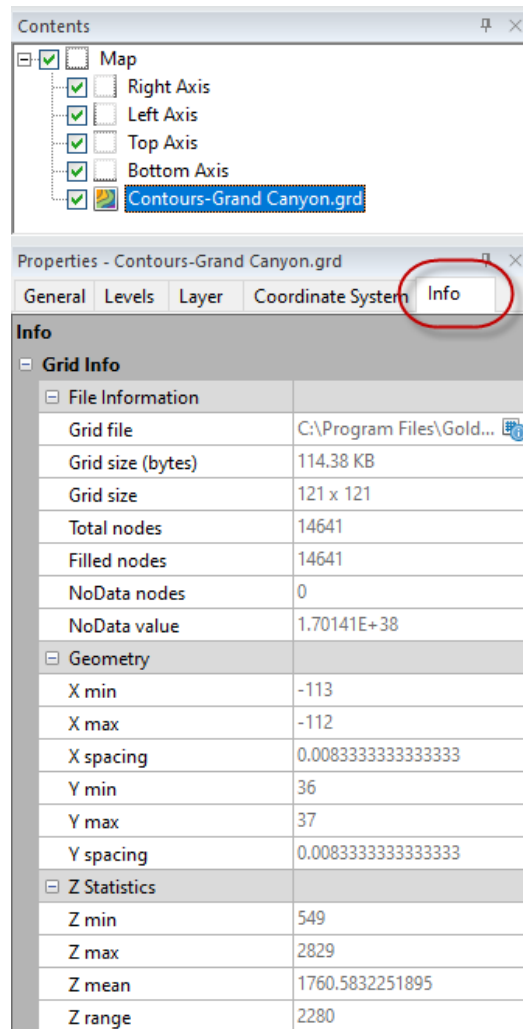 Contents
Map
Right Axis
Left Axis
Top Axis
Bottom Axis
Contours-Grand Canyon.grd
Properties - Contours-Grand Canyon.grd
General Levels Layer Coordinate System Info
Info
Grid Info
File Information
Grid file C:\Program Files\Gold...
Grid size (bytes) 114.38 KB
Grid size 121 x 121
Total nodes 14641
Filled nodes 14641
NoData nodes 0
NoData value 1.70141E+38
Geometry
X min -113
X max -112
X spacing 0.0083333333333333
Y min 36
Y max 37
Y spacing 0.0083333333333333
Z Statistics
Z min 549
Z max 2829
Z mean 1760.5832251895
Z range 2280